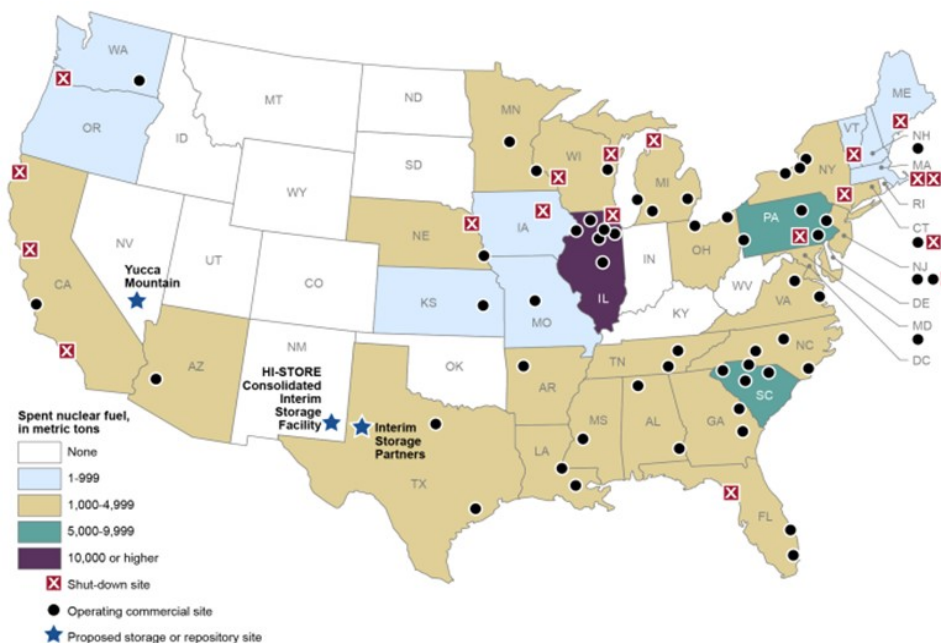 WA
MT
ND
MN
ME
OR
ID
SD
WI
VT
NH
MA
NY
RI
MI
WY
CT
NE
IA
PA
NJ
NV
UT
OH
IN
IL
DE
Yucca
Mountain
CO
WV
MD
CA
KS
MO
KY
VA
DC
NM
OK
TN
NC
AZ
AR
SC
HI-STORE
Consolidated
Interim
Storage
Facility
Interim
Storage
Partners
MS
AL
GA
LA
TX
FL
Spent nuclear fuel,
in metric tons
None
1-999
1,000-4,999
5,000-9,999
10,000 or higher
Shut-down site
Operating commercial site
Proposed storage or repository site